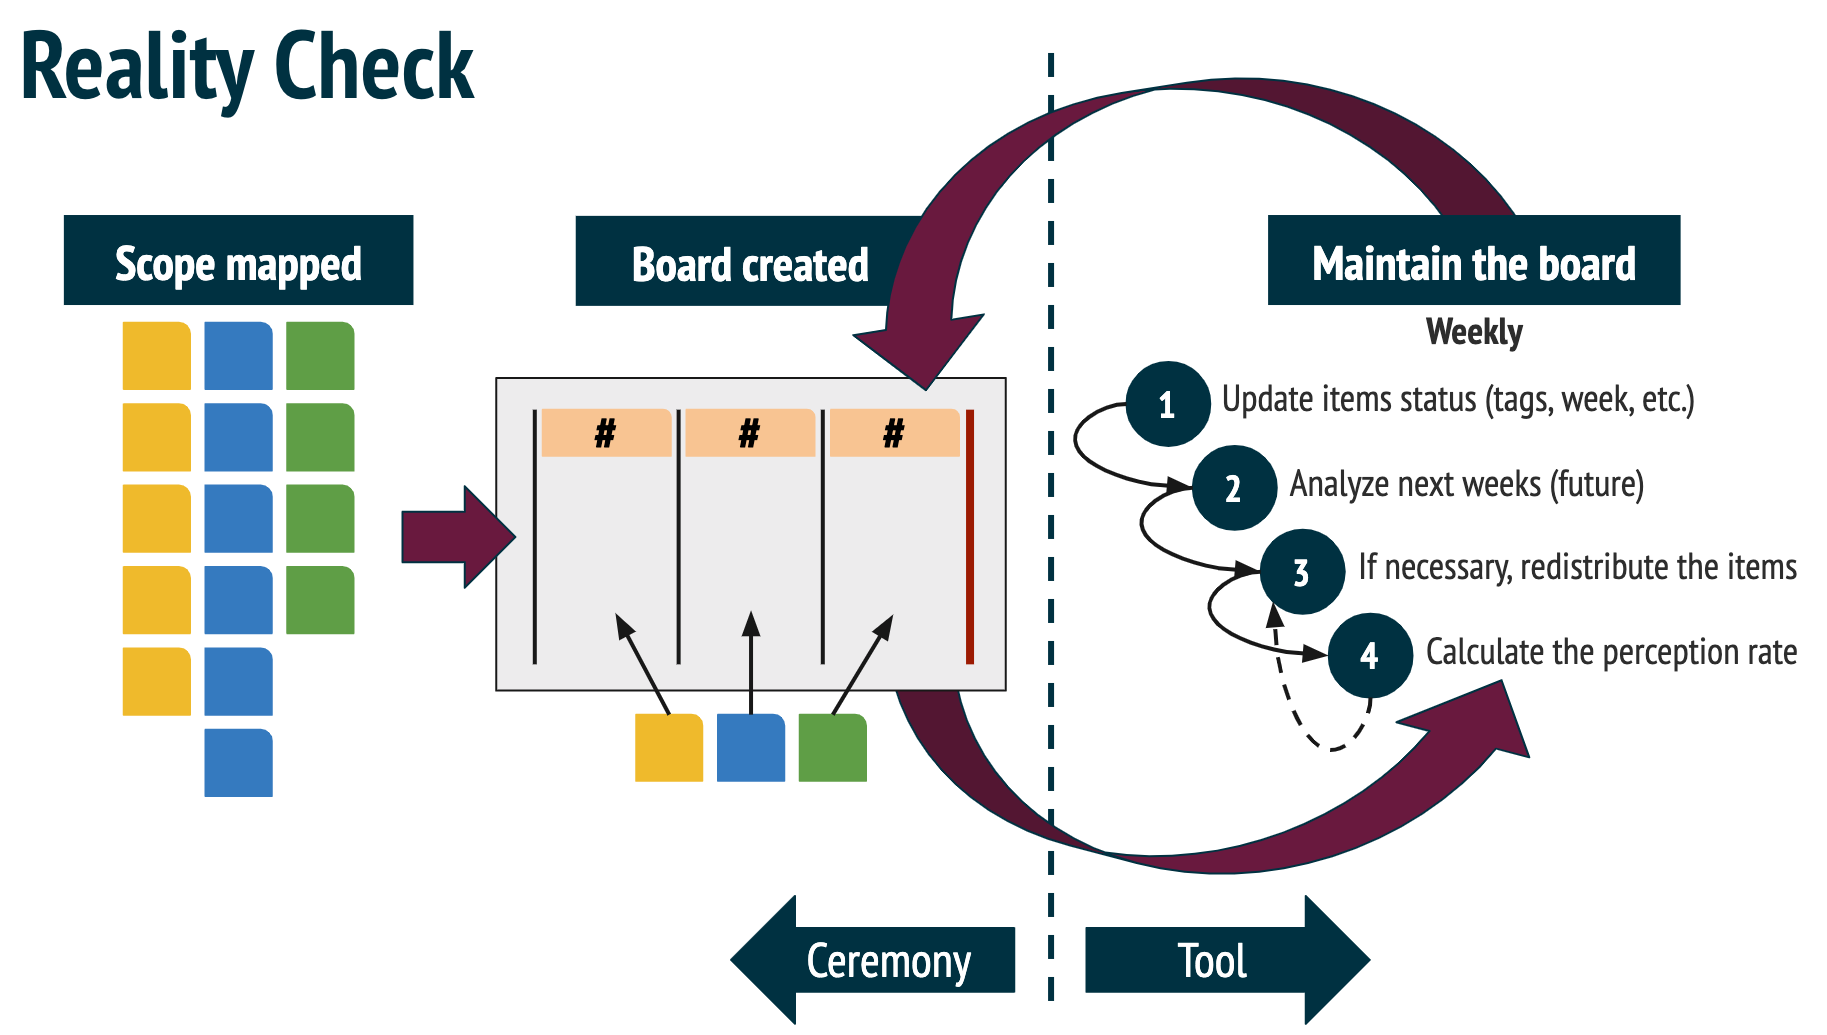 Reality Check
Scope mapped
Board created
# # #
Maintain the board
Weekly
1 Update items status (tags, week, etc.)
2 Analyze next weeks (future)
3 If necessary, redistribute the items
4 Calculate the perception rate
Ceremony
Tool